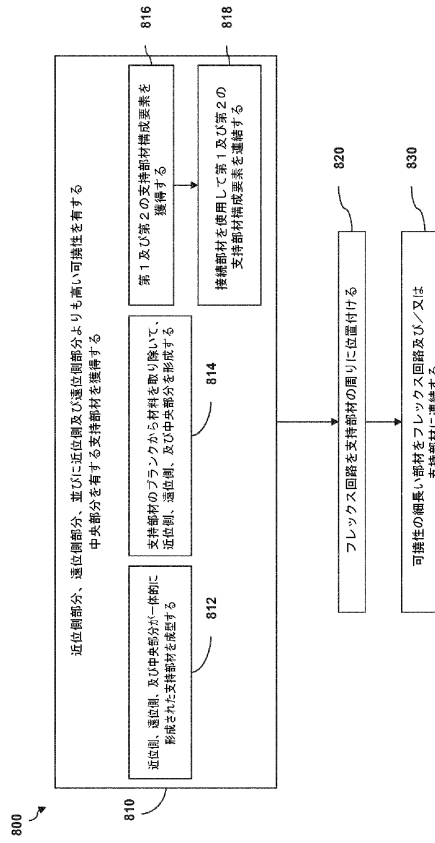 800
810
近位側部分、遠位側部分、並びに近位側及び遠位側部分よりも高い可撓性を有する
中央部分を有する支持部材を獲得する
近位側、遠位側、及び中央部分が一体的に
形成された支持部材を成型する
812
支持部材のブランクから材料を取り除いて、
近位側、遠位側、及び中央部分を形成する
814
第1及び第2の支持部材構成要素を
獲得する
816
接続部材を使用して第1及び第2の
支持部材構成要素を連結する
818
フレックス回路を支持部材の周りに位置付ける
820
可撓性の細長い部材をフレックス回路及び/又は
支持部材に連結する
830